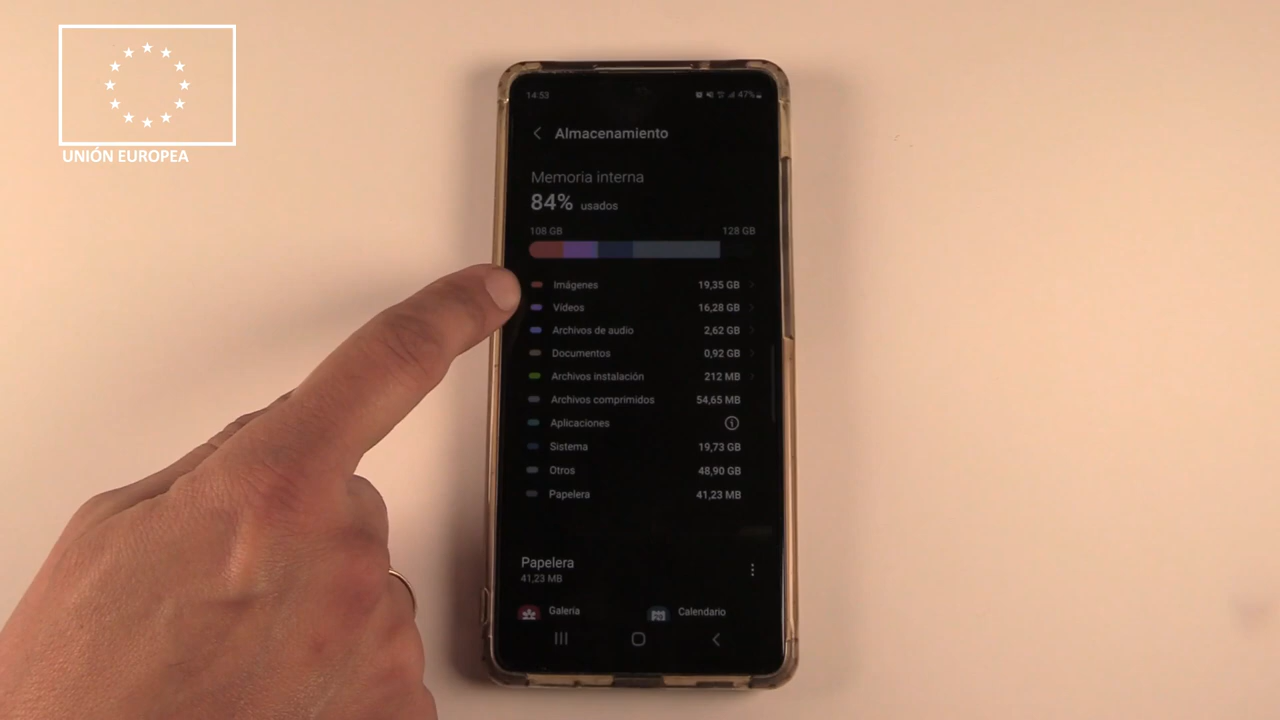 UNIÓN EUROPEA
14:53
47%
Almacenamiento
Memoria interna
84% usados
108 GB 128 GB
Imágenes 19,35 GB
Vídeos 16,28 GB
Archivos de audio 2,62 GB
Documentos 0,92 GB
Archivos instalación 212 MB
Archivos comprimidos 54,65 MB
Aplicaciones
Sistema 19,73 GB
Otros 48,90 GB
Papelera 41,23 MB
Papelera
41,23 MB
Galería Calendario